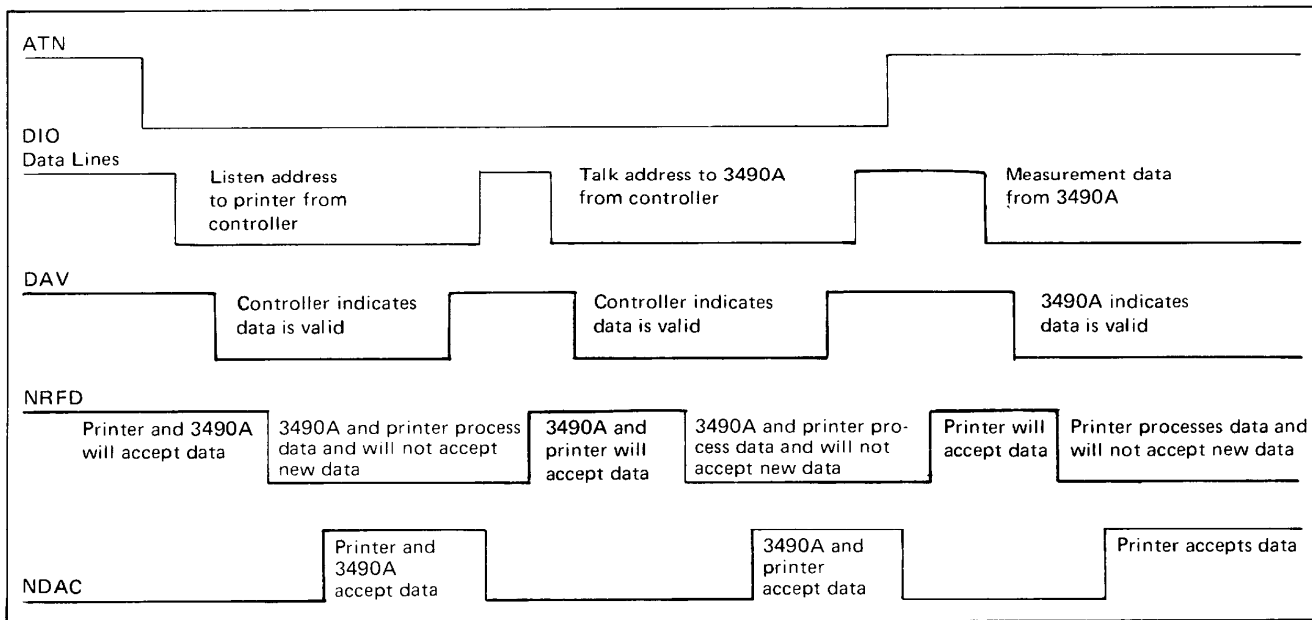 ATN
DIO
Data Lines
Listen address
to printer from
controller
Talk address to 3490A
from controller
Measurement data
from 3490A
DAV
Controller indicates
data is valid
Controller indicates
data is valid
3490A indicates
data is valid
NRFD
Printer and 3490A
will accept data
3490A and printer process
data and will not accept
new data
3490A and
printer will
accept data
3490A and printer pro-
cess data and will not
accept new data
Printer will
accept data
Printer processes data and
will not accept new data
NDAC
Printer and
3490A
accept data
3490A and
printer
accept data
Printer accepts data